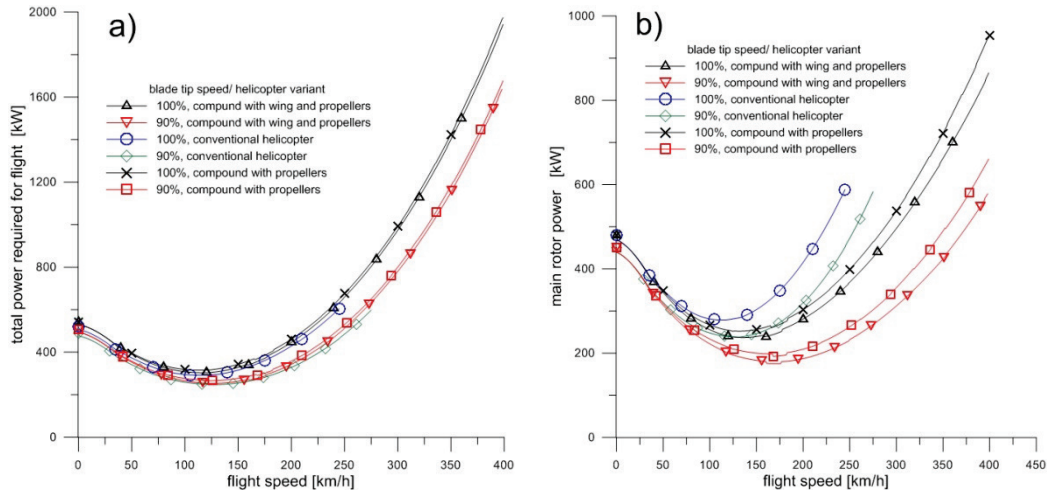 a)
2000
1600
1200
800
400
0
total power required for flight [kW]
blade tip speed/ helicopter variant
100%, compund with wing and propellers
90%, compound with wing and propellers
100%, conventional helicopter
90%, conventional helicopter
100%, compound with propellers
90%, compound with propellers
0 50 100 150 200 250 300 350 400
flight speed [km/h]
b)
1000
800
600
400
200
0
main rotor power [kW]
blade tip speed/ helicopter variant
100%, compund with wing and propellers
90%, compound with wing and propellers
100%, conventional helicopter
90%, conventional helicopter
100%, compound with propellers
90%, compound with propellers
0 50 100 150 200 250 300 350 400 450
flight speed [km/h]